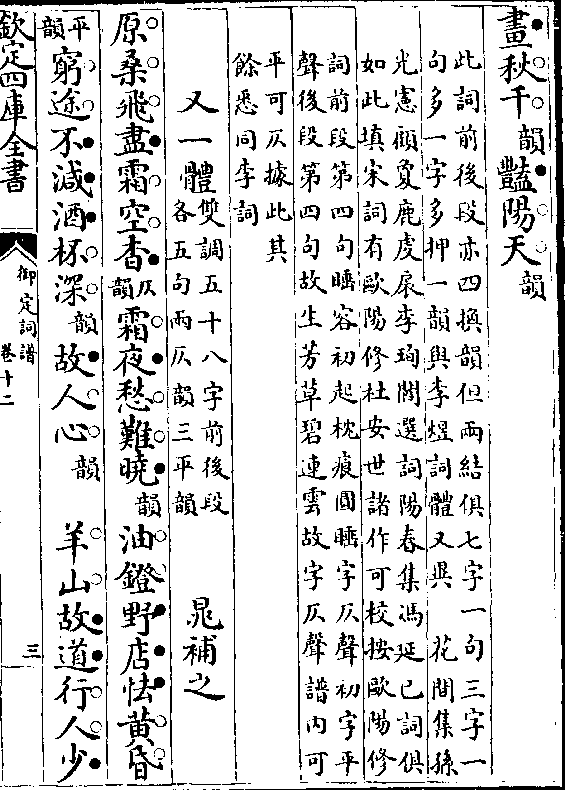 畫秋千韻豔陽天韻
此詞前後段亦四換韻但兩結俱七字一句三字一
句多一字多押一韻與李煜詞體又異 花間集孫
光憲顧敻鹿虔扆李珣閻選詞陽春集馮延已詞俱
如此填宋詞有歐陽修杜安世諸作可校按歐陽修
詞前段第四句睡容初起枕痕圓睡字仄聲初字平
聲後段第四句故生芳草碧連雲故字仄聲譜内可
平可仄據此其
餘悉同李詞
又一體 雙調五十八字前後段
各五句兩仄韻三平韻 晁補之
原桑飛盡霜空杳仄韻霜夜愁難曉韻油鐙野店怯黄昏
平韻窮途不減酒杯深韻故人心韻 羊山故道行人少
欽定四庫全書 御定詞譜 卷十二 三